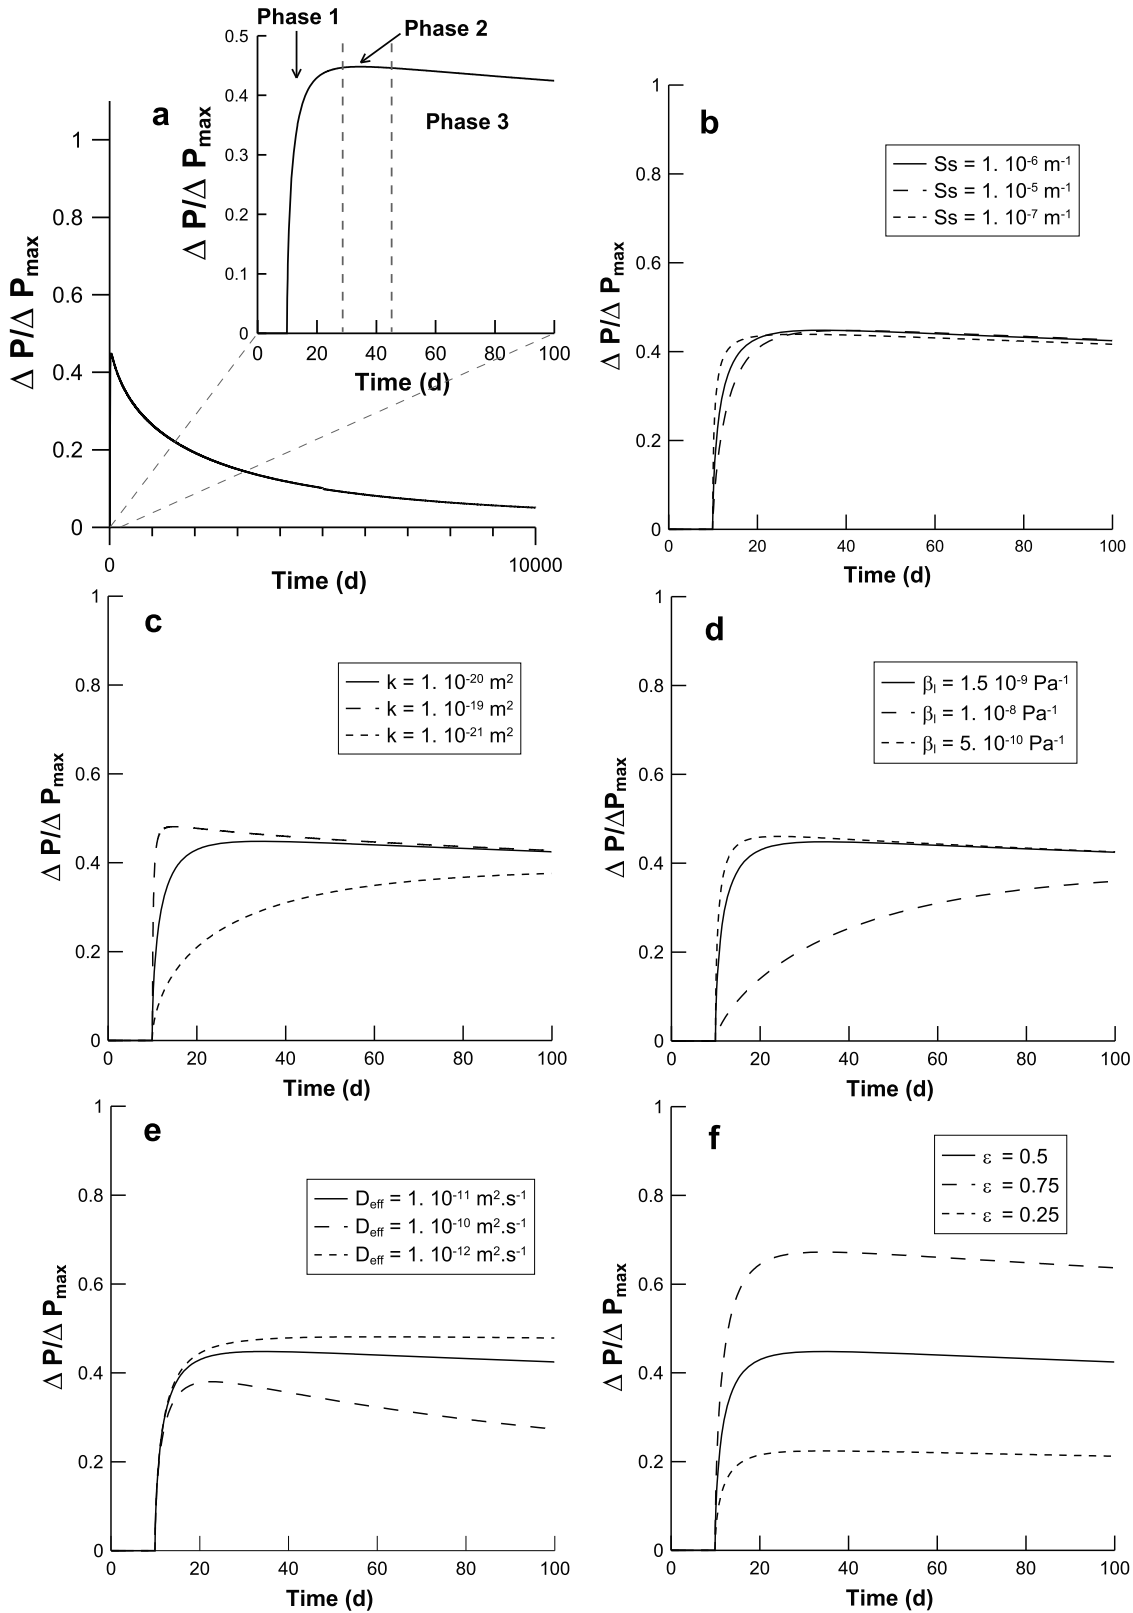 Phase 1
Phase 2
Phase 3
0.5
0.4
0.3
0.2
0.1
0
0 20 40 60 80 100
Time (d)
Δ P/Δ Pmax
a
1
0.8
0.6
0.4
0.2
0
0 10000
Time (d)
Δ P/Δ Pmax
b
Ss = 1. 10-6 m-1
Ss = 1. 10-5 m-1
Ss = 1. 10-7 m-1
1
0.8
0.6
0.4
0.2
0
0 20 40 60 80 100
Time (d)
Δ P/Δ Pmax
c
k = 1. 10-20 m2
k = 1. 10-19 m2
k = 1. 10-21 m2
1
0.8
0.6
0.4
0.2
0
0 20 40 60 80 100
Time (d)
Δ P/Δ Pmax
d
βl = 1.5 10-9 Pa-1
βl = 1. 10-8 Pa-1
βl = 5. 10-10 Pa-1
1
0.8
0.6
0.4
0.2
0
0 20 40 60 80 100
Time (d)
Δ P/ΔPmax
e
Deff = 1. 10-11 m2.s-1
Deff = 1. 10-10 m2.s-1
Deff = 1. 10-12 m2.s-1
1
0.8
0.6
0.4
0.2
0
0 20 40 60 80 100
Time (d)
Δ P/Δ Pmax
f
ε = 0.5
ε = 0.75
ε = 0.25
1
0.8
0.6
0.4
0.2
0
0 20 40 60 80 100
Time (d)
Δ P/Δ Pmax